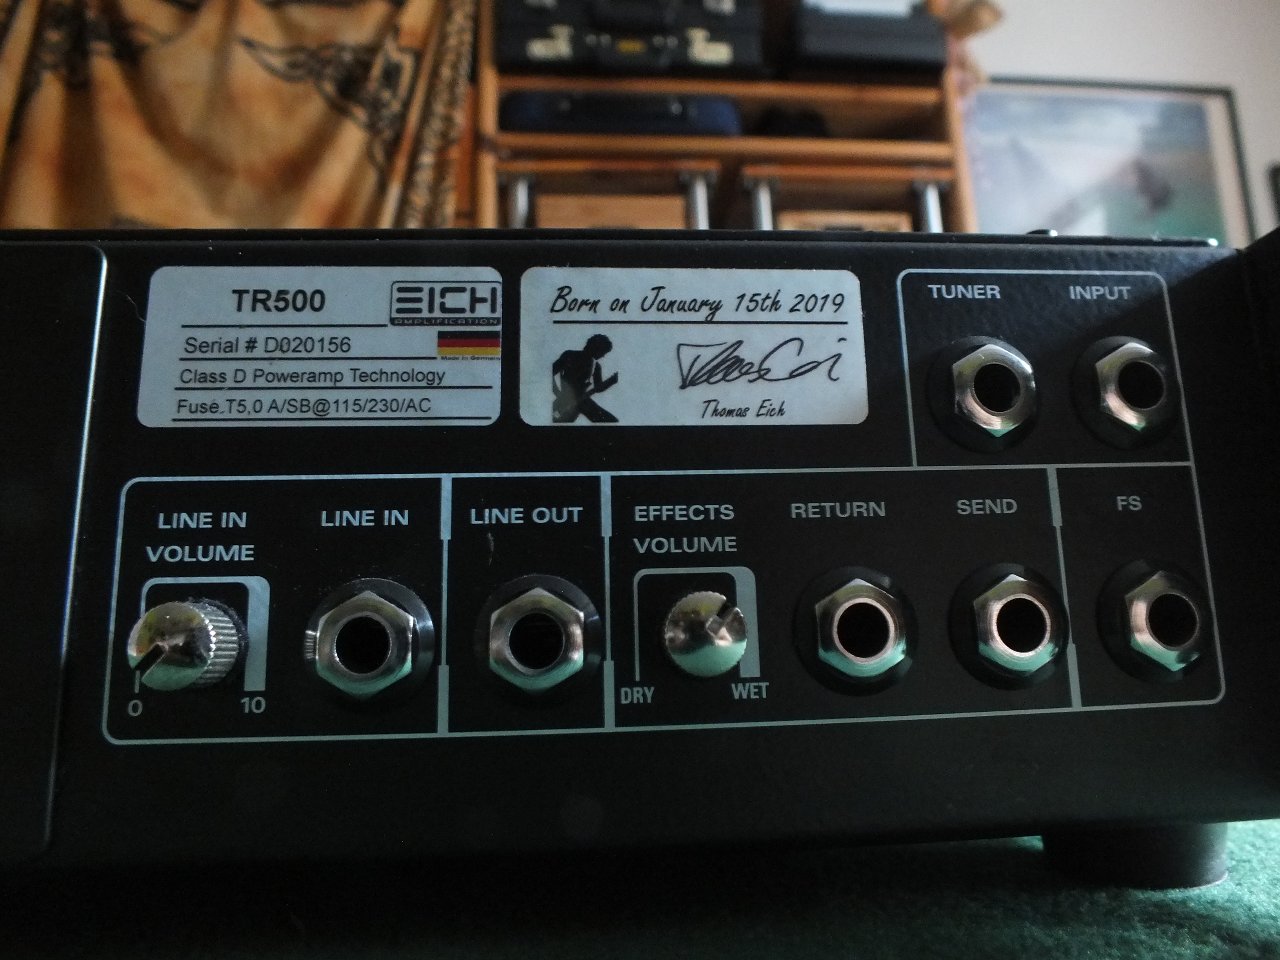 TR500
EICH
AMPLIFICATION
Serial # D020156
Made in Germany
Class D Poweramp Technology
Fuse.T5,0 A/SB@115/230/AC
Born on January 15th 2019
Thomas Eich
TUNER
INPUT
LINE IN
VOLUME
0
10
LINE IN
LINE OUT
EFFECTS
VOLUME
DRY
WET
RETURN
SEND
FS